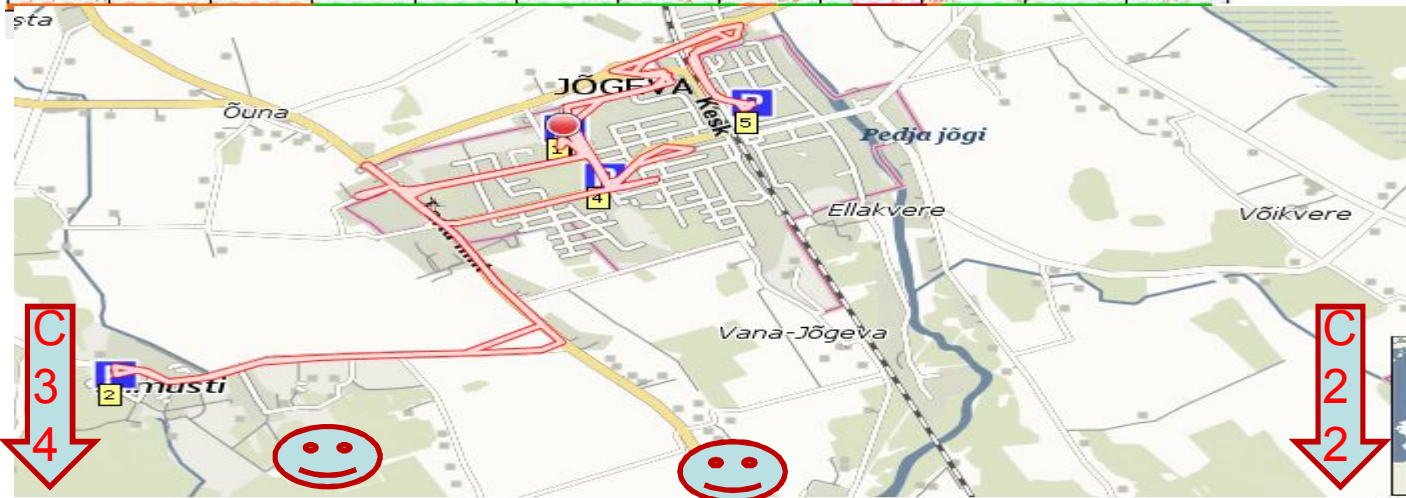 sta
Õuna
JÕGEVA
Kesk
1
5
4
Pedja jõgi
Ellakvere
Võikvere
Vana-Jõgeva
2
C
3
4
C
2
2